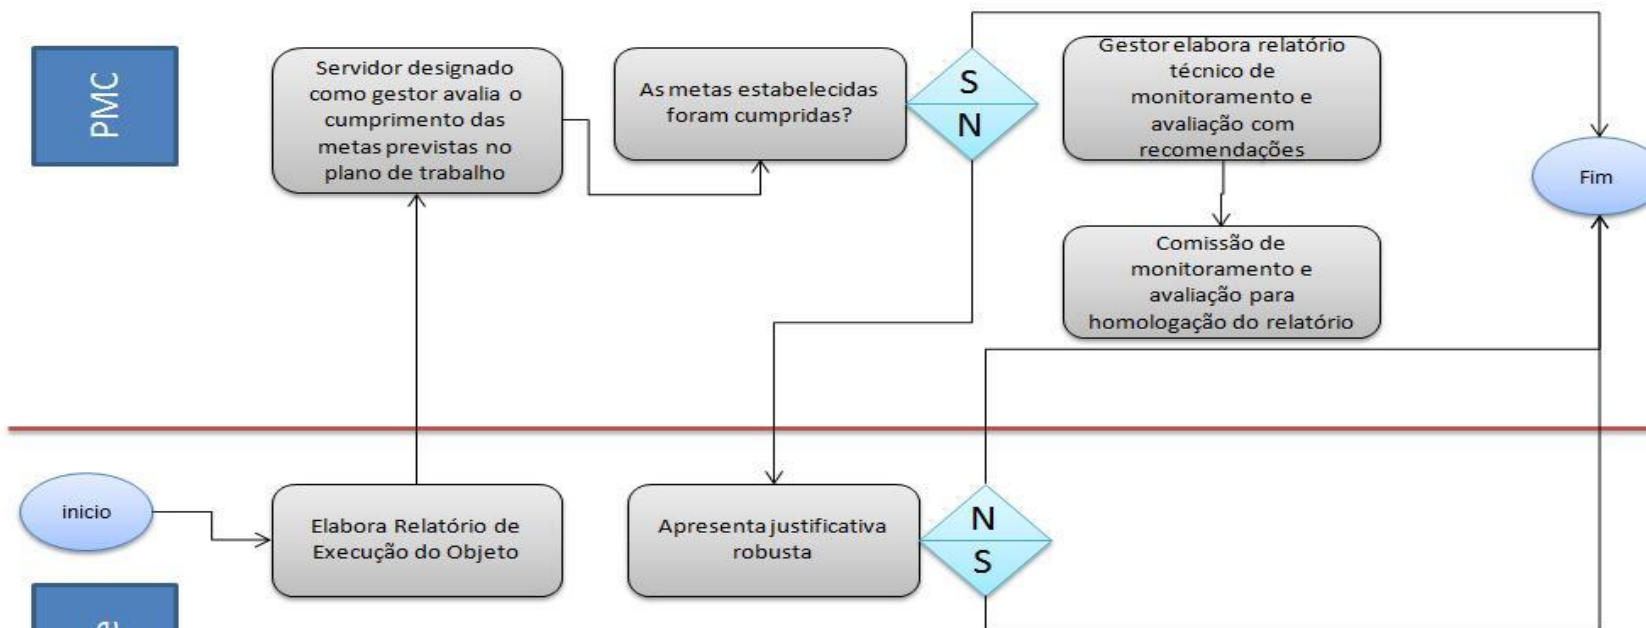 PMC
Servidor designado
como gestor avalia o
cumprimento das
metas previstas no
plano de trabalho
As metas estabelecidas
foram cumpridas?
S
N
Gestor elabora relatório
técnico de
monitoramento e
avaliação com
recomendações
Fim
Comissão de
monitoramento e
avaliação para
homologação do relatório
inicio
Elabora Relatório de
Execução do Objeto
Apresenta justificativa
robusta
N
S